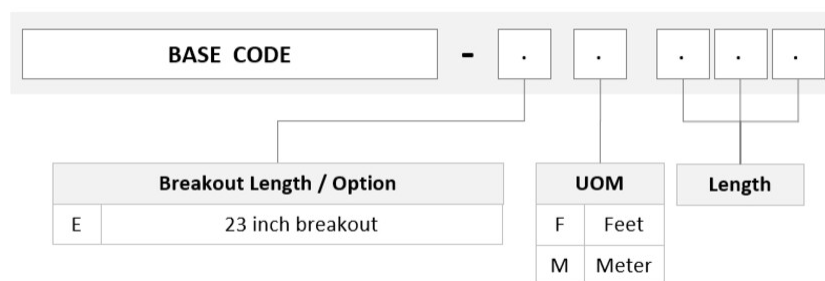 BASE CODE - . . . . .
Breakout Length / Option
E 23 inch breakout
UOM
F Feet
M Meter
Length